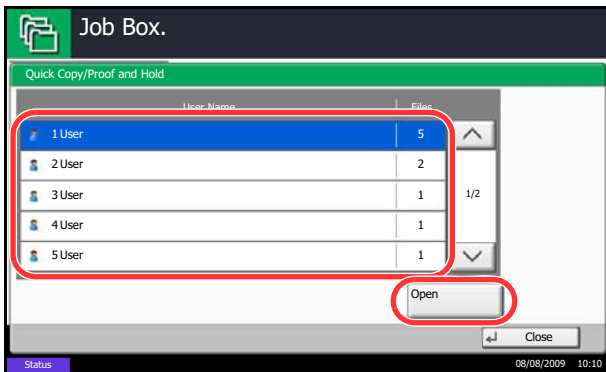 Job Box.
Quick Copy/Proof and Hold
User Name Files
1 User 5
2 User 2
3 User 1
1/2
4 User 1
5 User 1
Open
Close
Status 08/08/2009 10:10